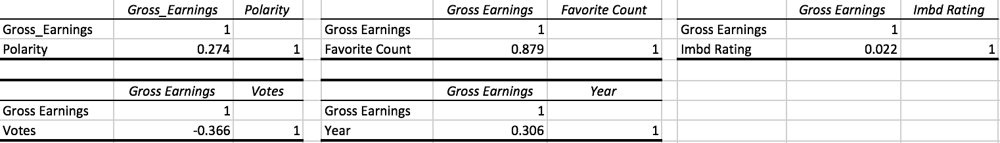 Gross_Earnings Polarity Gross Earnings Favorite Count Gross Earnings Imbd Rating
Gross_Earnings 1 Gross Earnings 1 Gross Earnings 1
Polarity 0.274 1 Favorite Count 0.879 1 Imbd Rating 0.022 1
Gross Earnings Votes Gross Earnings Year
Gross Earnings 1 Gross Earnings 1
Votes -0.366 1 Year 0.306 1